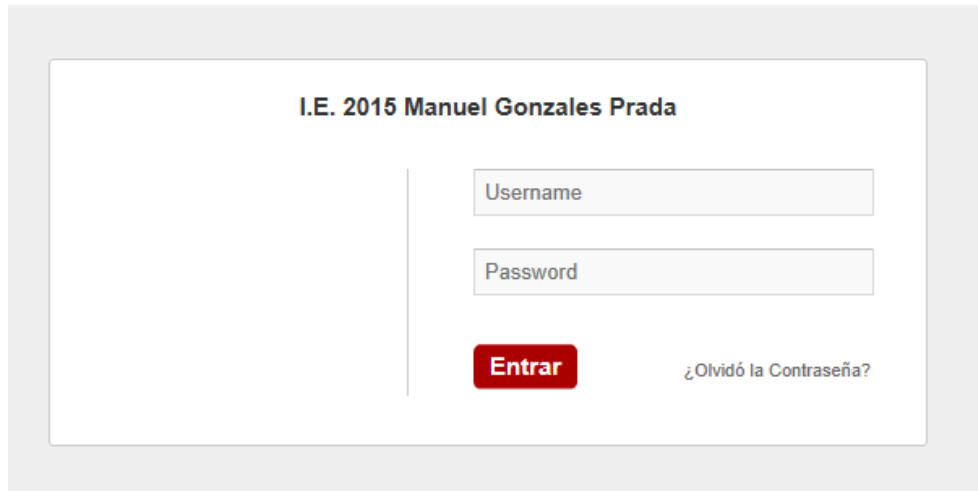 I.E. 2015 Manuel Gonzales Prada
Username
Password
Entrar
¿Olvidó la Contraseña?